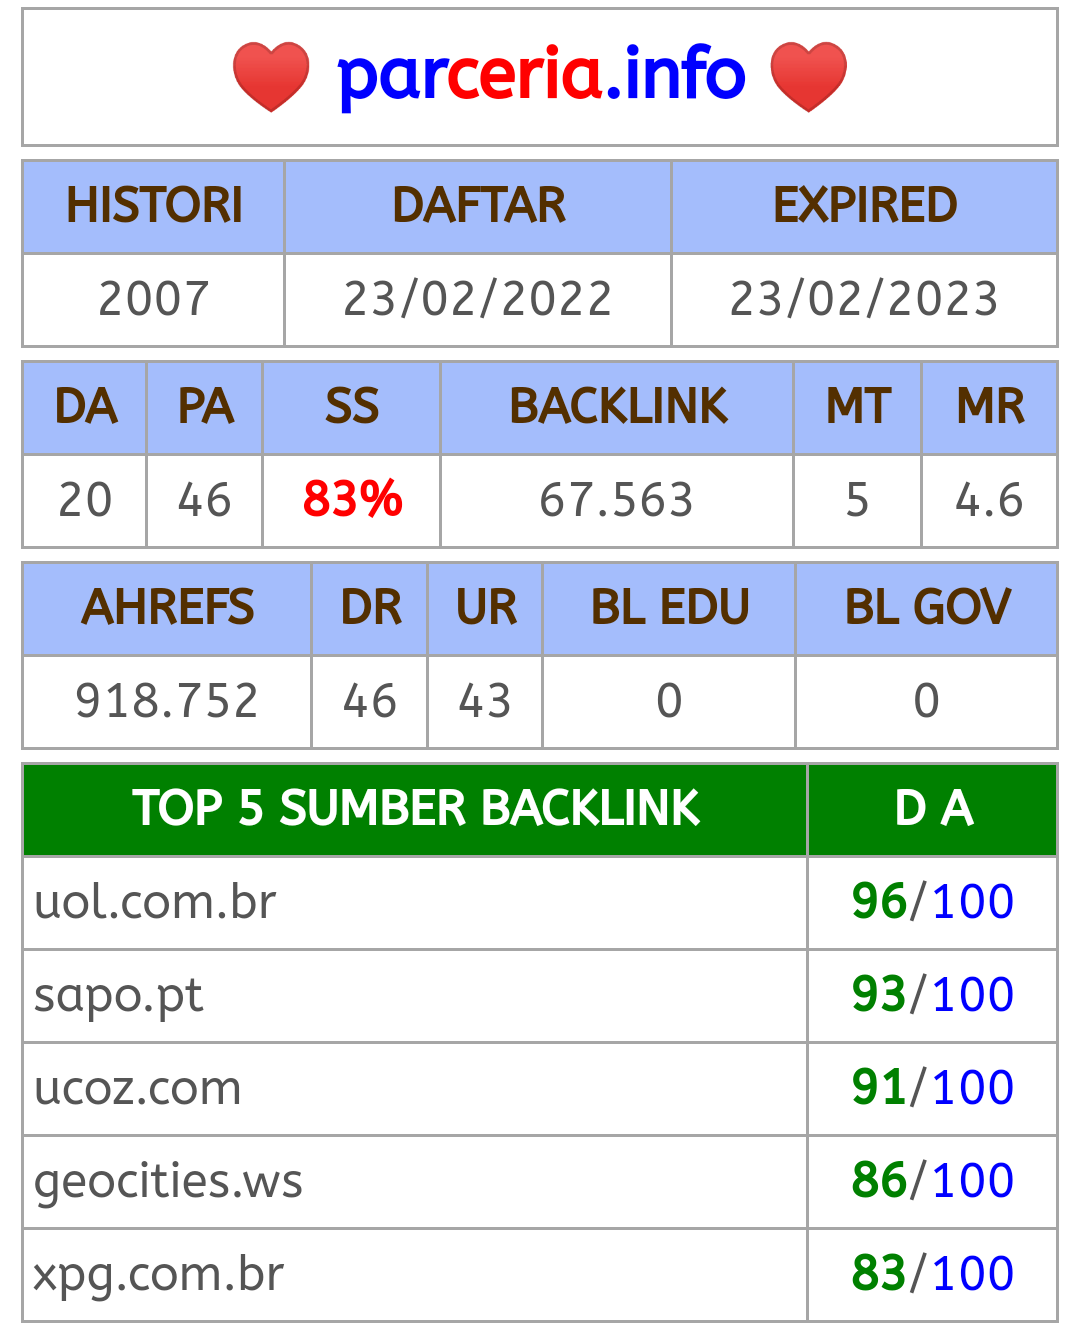 parceria.info
HISTORI DAFTAR EXPIRED
2007 23/02/2022 23/02/2023
DA PA SS BACKLINK MT MR
20 46 83% 67.563 5 4.6
AHREFS DR UR BL EDU BL GOV
918.752 46 43 0 0
TOP 5 SUMBER BACKLINK D A
uol.com.br 96/100
sapo.pt 93/100
ucoz.com 91/100
geocities.ws 86/100
xpg.com.br 83/100